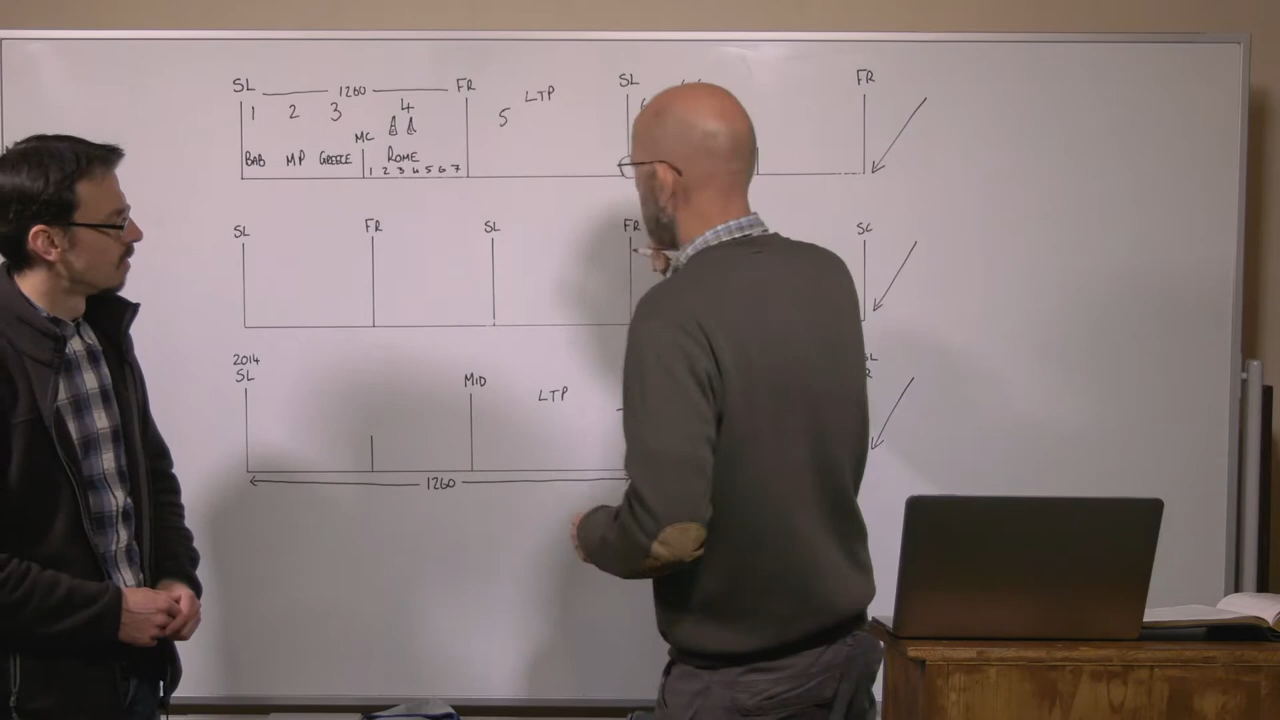 SL 1260 FR LTP SL FR
1 2 3 4 5
MC
BAB MP GREECE ROME
1 2 3 4 5 6 7
SL FR SL FR SC
2014
SL MID LTP
1260